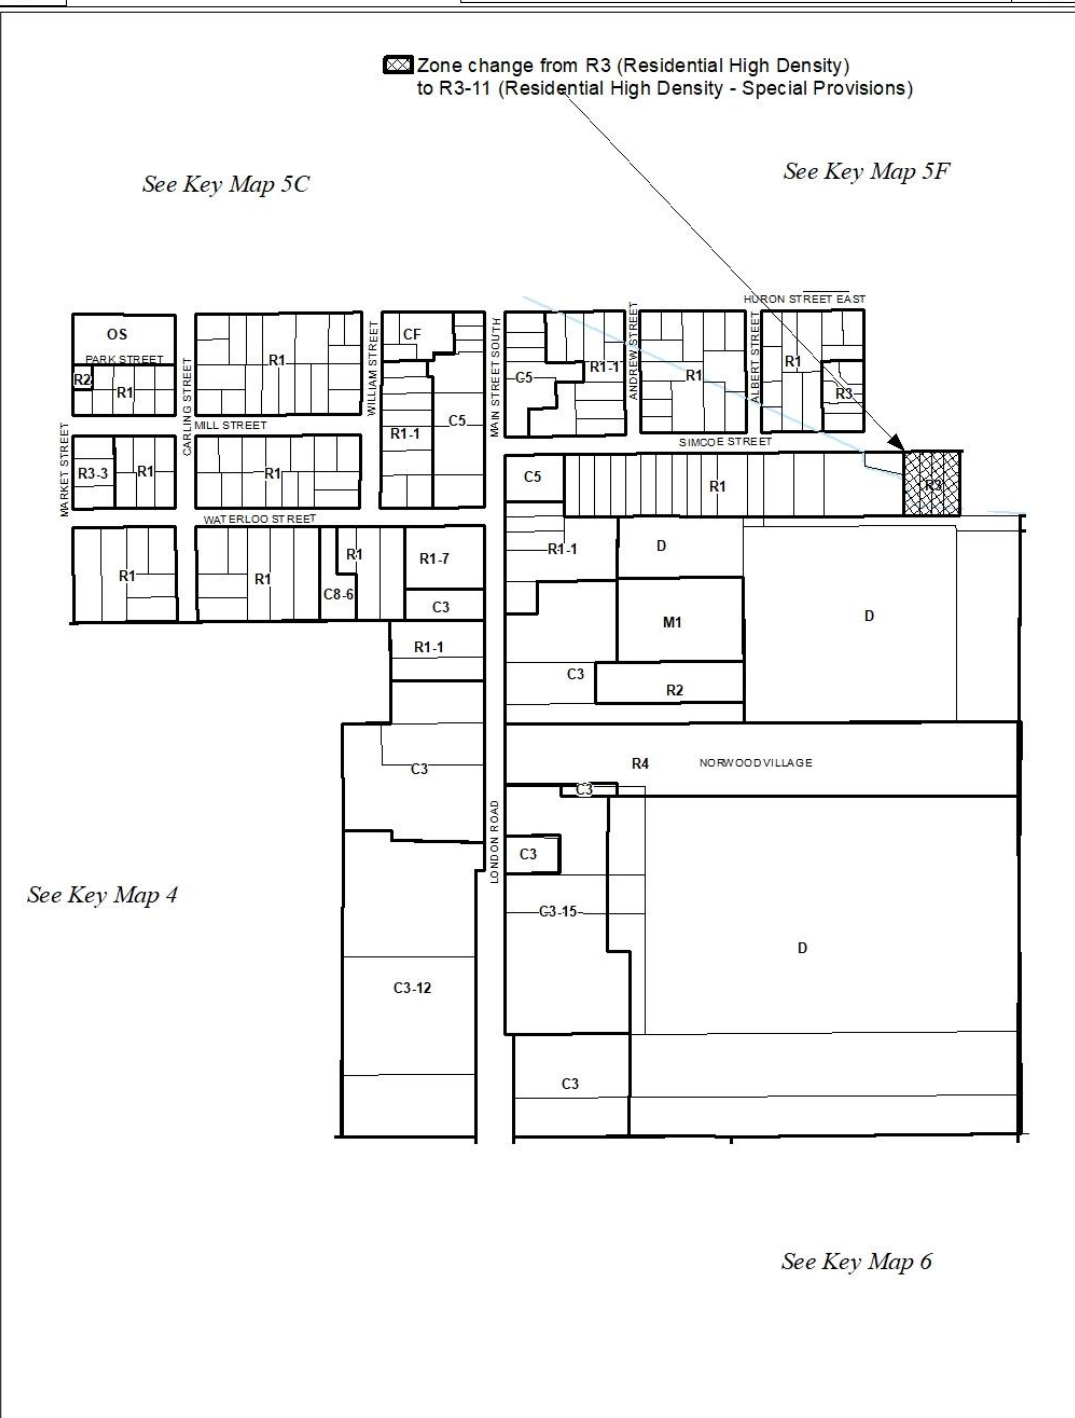 Zone change from R3 (Residential High Density)
to R3-11 (Residential High Density - Special Provisions)
See Key Map 5C
See Key Map 5F
HURON STREET EAST
OS
PARK STREET
R2
R1
CARLING STREET
R1
MILL STREET
WILLIAM STREET
CF
R1-1
C5
MAIN STREET SOUTH
C5
R1-1
ANDREW STREET
R1
ALBERT STREET
R1
R3
SIMCOE STREET
MARKET STREET
R3-3
R1
R1
C5
R1
R3
WATERLOO STREET
R1
R1
C8-6
R1
R1-7
C3
R1-1
D
M1
D
R1-1
C3
R2
C3
R4
NORWOODVILLAGE
C3
LONDON ROAD
C3
See Key Map 4
C3-15
D
C3-12
C3
See Key Map 6